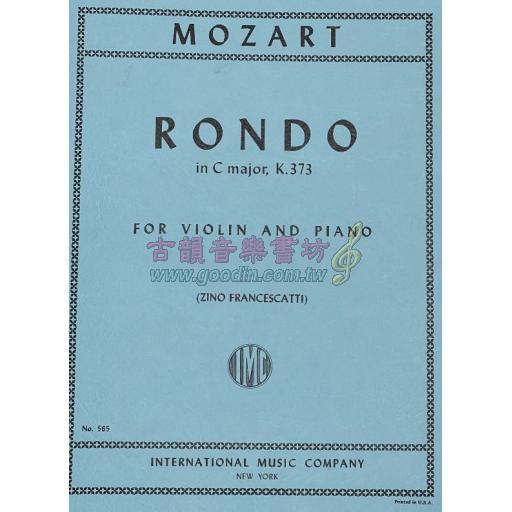 MOZART
RONDO
in C major, K.373
FOR VIOLIN AND PIANO
古韻音樂書坊
www.goodin.com.tw
(ZINO FRANCESCATTI)
IMC
No. 565
INTERNATIONAL MUSIC COMPANY
NEW YORK
Printed in U.S.A.